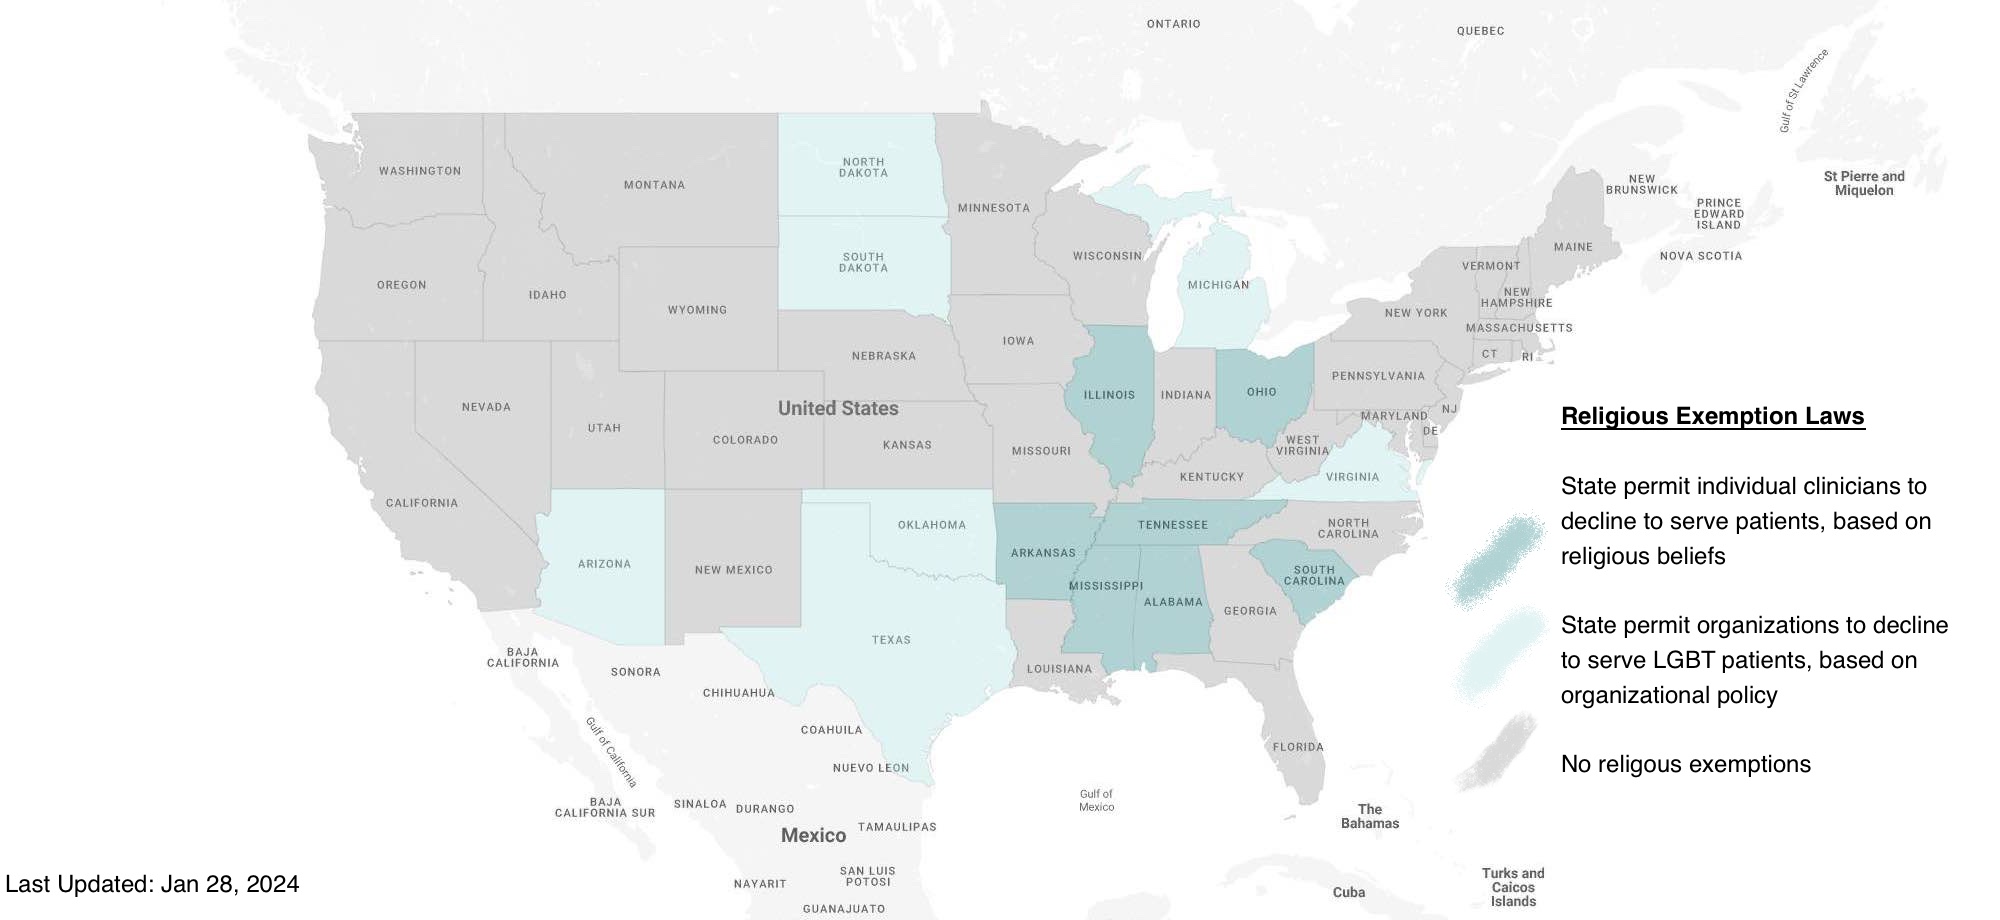 ONTARIO
QUEBEC
Gulf of St Lawrence
St Pierre and
Miquelon
NEW
BRUNSWICK
PRINCE
EDWARD
ISLAND
NOVA SCOTIA
WASHINGTON
MONTANA
NORTH
DAKOTA
MINNESOTA
MAINE
SOUTH
DAKOTA
WISCONSIN
VERMONT
OREGON
IDAHO
MICHIGAN
NEW
HAMPSHIRE
WYOMING
NEW YORK
MASSACHUSETTS
IOWA
NEBRASKA
CT
RI
PENNSYLVANIA
ILLINOIS
INDIANA
OHIO
NEVADA
United States
MARYLAND
NJ
UTAH
COLORADO
KANSAS
MISSOURI
WEST
VIRGINIA
DE
KENTUCKY
VIRGINIA
CALIFORNIA
OKLAHOMA
TENNESSEE
NORTH
CAROLINA
ARIZONA
NEW MEXICO
ARKANSAS
SOUTH
CAROLINA
MISSISSIPPI
ALABAMA
GEORGIA
TEXAS
LOUISIANA
BAJA
CALIFORNIA
SONORA
CHIHUAHUA
COAHUILA
Gulf of California
NUEVO LEON
FLORIDA
BAJA
CALIFORNIA SUR
SINALOA
DURANGO
Gulf of
Mexico
The
Bahamas
Mexico
TAMAULIPAS
SAN LUIS
POTOSI
NAYARIT
GUANAJUATO
Cuba
Turks and
Caicos
Islands
Religious Exemption Laws
State permit individual clinicians to
decline to serve patients, based on
religious beliefs
State permit organizations to decline
to serve LGBT patients, based on
organizational policy
No religous exemptions
Last Updated: Jan 28, 2024